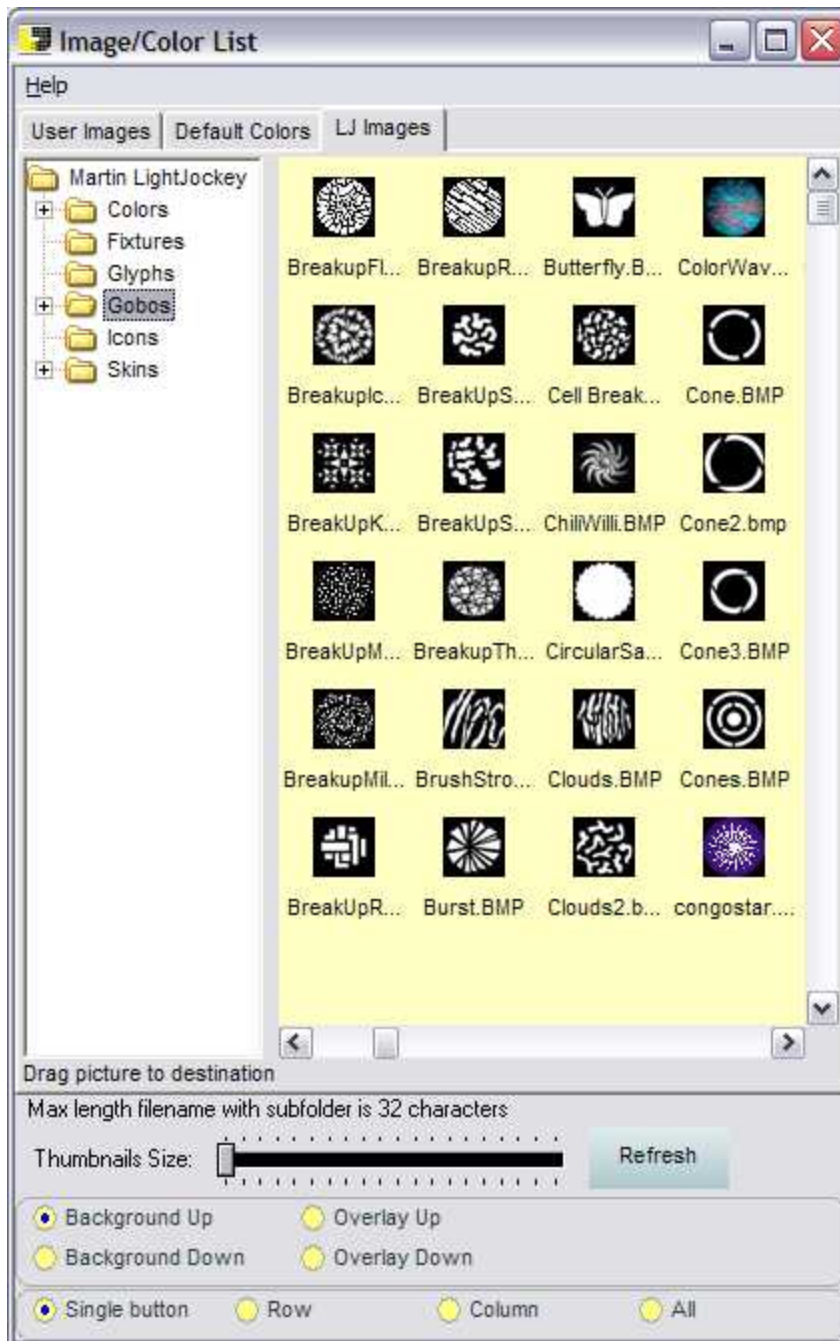 Image/Color List
Help
User Images Default Colors LJ Images
Martin LightJockey
Colors
Fixtures
Glyphs
Gobos
Icons
Skins
BreakupFl... BreakupR... Butterfly.B... ColorWav...
BreakupIc... BreakUpS... Cell Break... Cone.BMP
BreakUpK... BreakUpS... ChiliWilli.BMP Cone2.bmp
BreakUpM... BreakupTh... CircularSa... Cone3.BMP
BreakupMil... BrushStro... Clouds.BMP Cones.BMP
BreakUpR... Burst.BMP Clouds2.b... congostar....
Drag picture to destination
Max length filename with subfolder is 32 characters
Thumbnails Size: Refresh
Background Up Overlay Up
Background Down Overlay Down
Single button Row Column All